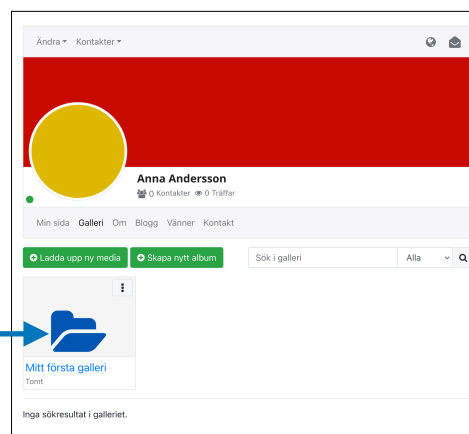 Ändra Kontakter
Anna Andersson
0 Kontakter 0 Träffar
Min sida Galleri Om Blogg Vänner Kontakt
Ladda upp ny media Skapa nytt album Sök i galleri Alla
Mitt första galleri
Tomt
Inga sökresultat i galleriet.